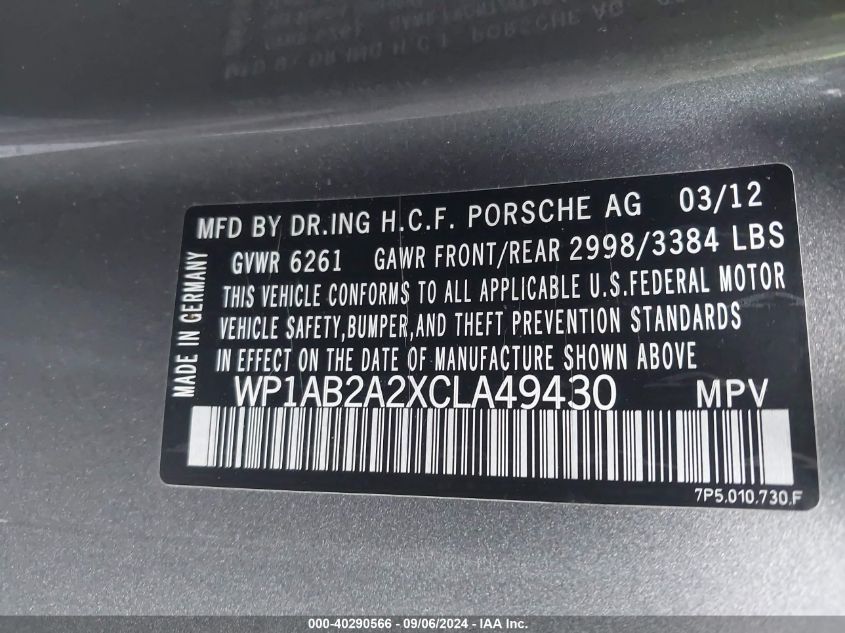 MFD BY DR.ING H.C.F. PORSCHE AG 03/12
GVWR 6261 GAWR FRONT/REAR 2998/3384 LBS
THIS VEHICLE CONFORMS TO ALL APPLICABLE U.S.FEDERAL MOTOR
VEHICLE SAFETY,BUMPER,AND THEFT PREVENTION STANDARDS
IN EFFECT ON THE DATE OF MANUFACTURE SHOWN ABOVE
WP1AB2A2XCLA49430 MPV
MADE IN GERMANY
7P5.010.730.F
000-40290566 - 09/06/2024 - IAA Inc.